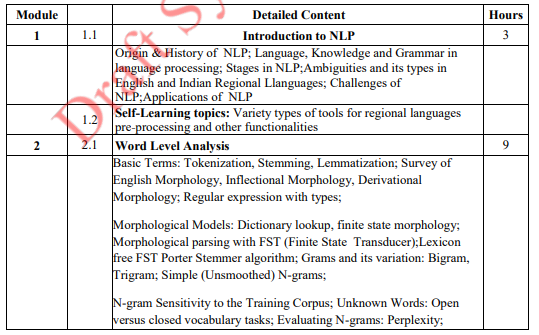 Module Detailed Content Hours
1 1.1 Introduction to NLP 3
Origin & History of NLP; Language, Knowledge and Grammar in
language processing; Stages in NLP;Ambiguities and its types in
English and Indian Regional Llanguages; Challenges of
NLP;Applications of NLP
1.2 Self-Learning topics: Variety types of tools for regional languages
pre-processing and other functionalities
2 2.1 Word Level Analysis 9
Basic Terms: Tokenization, Stemming, Lemmatization; Survey of
English Morphology, Inflectional Morphology, Derivational
Morphology; Regular expression with types;
Morphological Models: Dictionary lookup, finite state morphology;
Morphological parsing with FST (Finite State Transducer);Lexicon
free FST Porter Stemmer algorithm; Grams and its variation: Bigram,
Trigram; Simple (Unsmoothed) N-grams;
N-gram Sensitivity to the Training Corpus; Unknown Words: Open
versus closed vocabulary tasks; Evaluating N-grams: Perplexity;
Draft S